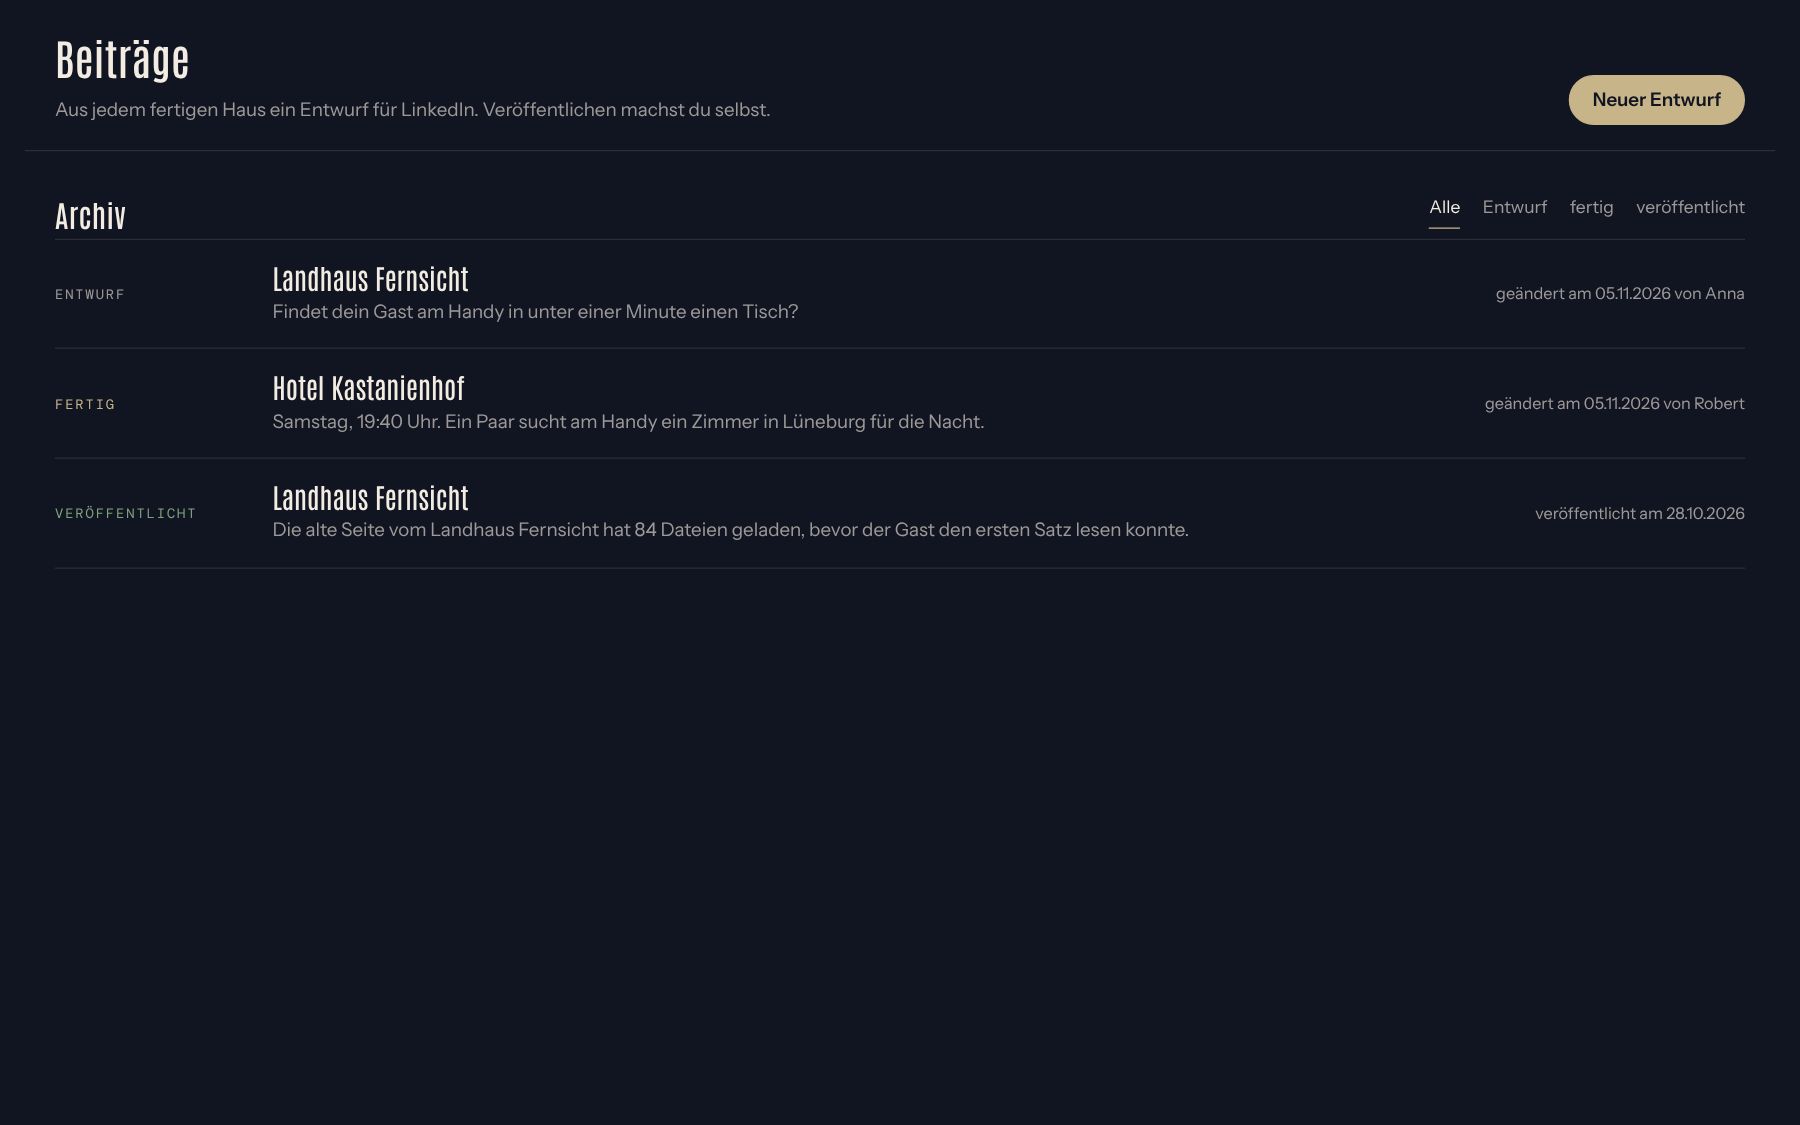 Beiträge
Aus jedem fertigen Haus ein Entwurf für LinkedIn. Veröffentlichen machst du selbst.
Neuer Entwurf
Archiv
Alle Entwurf fertig veröffentlicht
ENTWURF
Landhaus Fernsicht
Findet dein Gast am Handy in unter einer Minute einen Tisch?
geändert am 05.11.2026 von Anna
FERTIG
Hotel Kastanienhof
Samstag, 19:40 Uhr. Ein Paar sucht am Handy ein Zimmer in Lüneburg für die Nacht.
geändert am 05.11.2026 von Robert
VERÖFFENTLICHT
Landhaus Fernsicht
Die alte Seite vom Landhaus Fernsicht hat 84 Dateien geladen, bevor der Gast den ersten Satz lesen konnte.
veröffentlicht am 28.10.2026